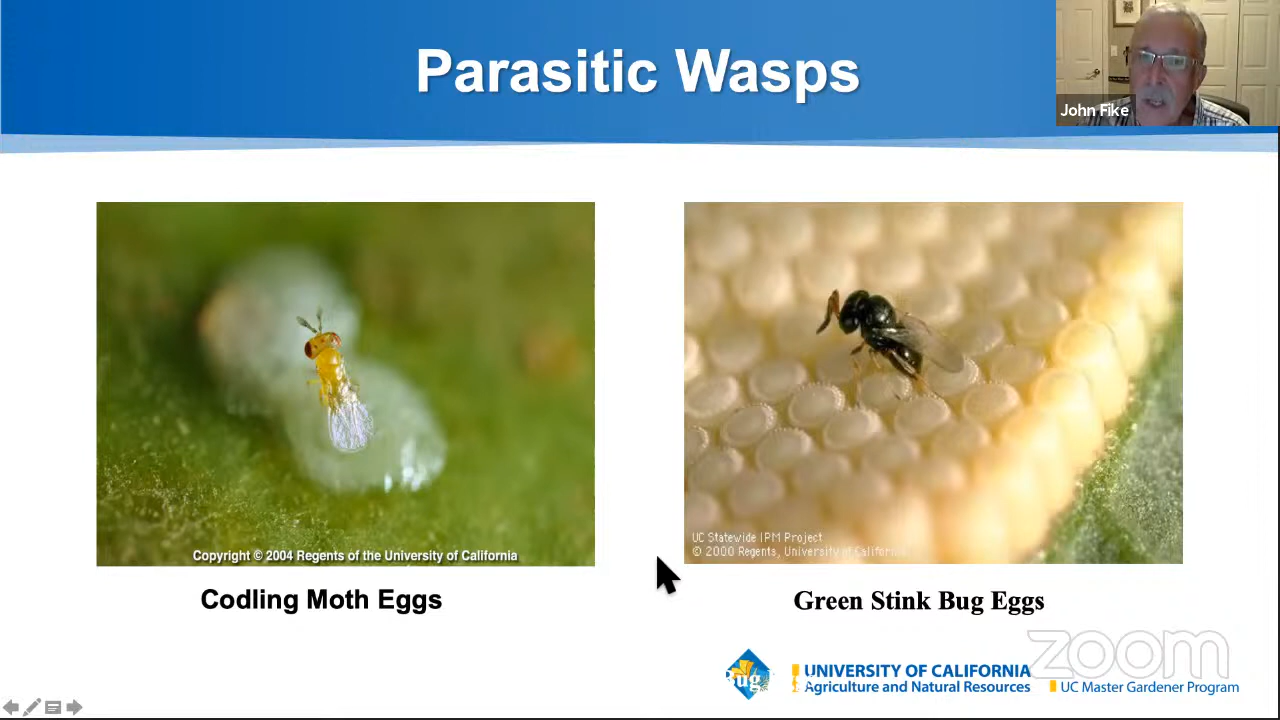 Parasitic Wasps
John Fike
Copyright © 2004 Regents of the University of California
UC Statewide IPM Project
© 2000 Regents, University of California
Codling Moth Eggs
Green Stink Bug Eggs
zoom
UNIVERSITY OF CALIFORNIA
Agriculture and Natural Resources
UC Master Gardener Program